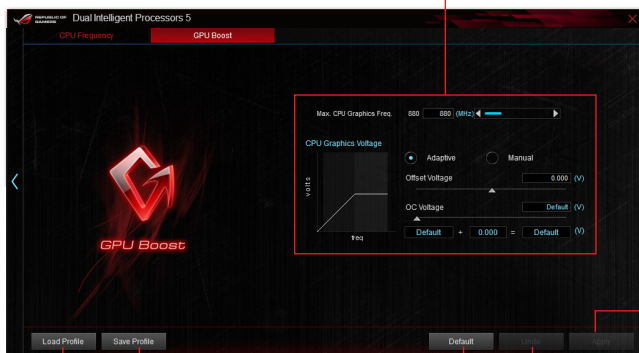 REPUBLIC OF
GAMERS
Dual Intelligent Processors 5
CPU Frequency
GPU Boost
Max. CPU Graphics Freq.
880
880
(MHz)
CPU Graphics Voltage
volts
freq
Adaptive
Manual
Offset Voltage
0.000
(V)
OC Voltage
Default
(V)
Default + 0.000 = Default (V)
GPU Boost
Load Profile
Save Profile
Default
Undo
Apply